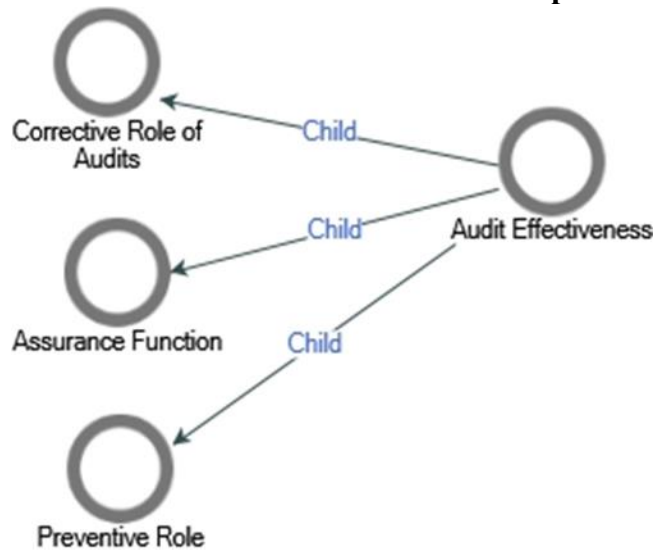 Corrective Role of
Audits
Child
Audit Effectiveness
Child
Assurance Function
Child
Preventive Role